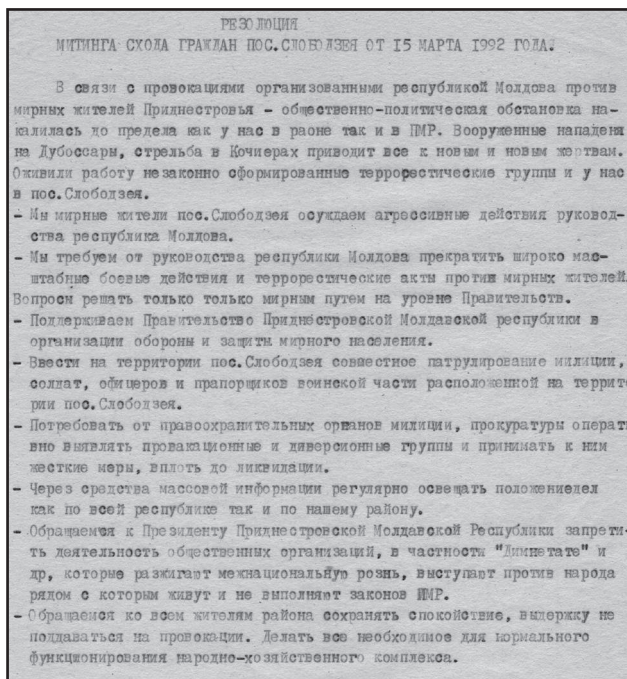 РЕЗОЛЮЦИЯ
МИТИНГА СХОДА ГРАЖДАН ПОС.СЛОБОДЗЕЯ ОТ 15 МАРТА 1992 ГОДА.
В связи с провокациями организованными республикой Молдова против
мирных жителей Приднестровья - общественно-политическая обстановка на-
калилась до предела как у нас в раоне так и в ПМР. Вооруженные нападеня
на Дубоссары, стрельба в Кочиерах приводит все к новым и новым жертвам.
Оживили работу незаконно сформированные террорестические группы и у нас
в пос.Слободзея.
- Мы мирные жители пос.Слободзея осуждаем агрессивные действия руковод-
ства республика Молдова.
- Мы требуем от руководства республики Молдова прекратить широко мас-
штабные боевые действия и террорестические акты против мирных жителей.
Вопросы решать только только мирным путем на уровне Правительств.
- Поддерживаем Правительство Приднестровской Молдавской республики в
организации обороны и защиты мирного населения.
- Ввести на территории пос.Слободзея совместное патрулирование милиции,
солдат, офицеров и прапорщиков воинской части расположенной на террито
рии пос.Слободзея.
- Потребовать от правоохранительных органов милиции, прокуратуры операти
вно выявлять провакационные и диверсионные группы и принимать к ним
жесткие меры, вплоть до ликвидации.
- Через средства массовой информации регулярно освещать положениедел
как по всей республике так и по нашему району.
- Обращаемся к Президенту Приднестровской Молдавской Республики запрети-
ть деятельность общественных организаций, в частности "Димнетате" и
др, которые разжигают межнациональную рознь, выступают против народа
рядом с которым живут и не выполняют законов ПМР.
- Обращаемся ко всем жителям района сохранять спокойствие, выдержку не
поддаваться на провокации. Делать все необходимое для нормального
функционирования народно-хозяйственного комплекса.